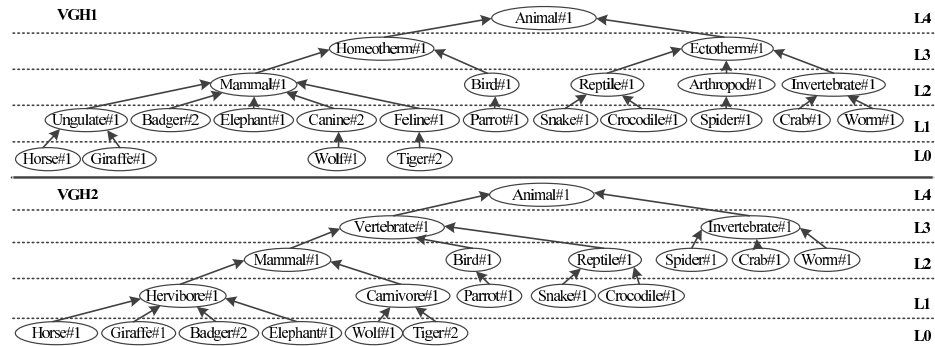 VGH1 Animal#1 L4
Homeotherm#1 Ectotherm#1 L3
Mammal#1 Bird#1 Reptile#1 Arthropod#1 Invertebrate#1 L2
Ungulate#1 Badger#2 Elephant#1 Canine#2 Feline#1 Parrot#1 Snake#1 Crocodile#1 Spider#1 Crab#1 Worm#1 L1
Horse#1 Giraffe#1 Wolf#1 Tiger#2 L0
VGH2 Animal#1 L4
Vertebrate#1 Invertebrate#1 L3
Mammal#1 Bird#1 Reptile#1 Spider#1 Crab#1 Worm#1 L2
Hervibore#1 Carnivore#1 Parrot#1 Snake#1 Crocodile#1 L1
Horse#1 Giraffe#1 Badger#2 Elephant#1 Wolf#1 Tiger#2 L0